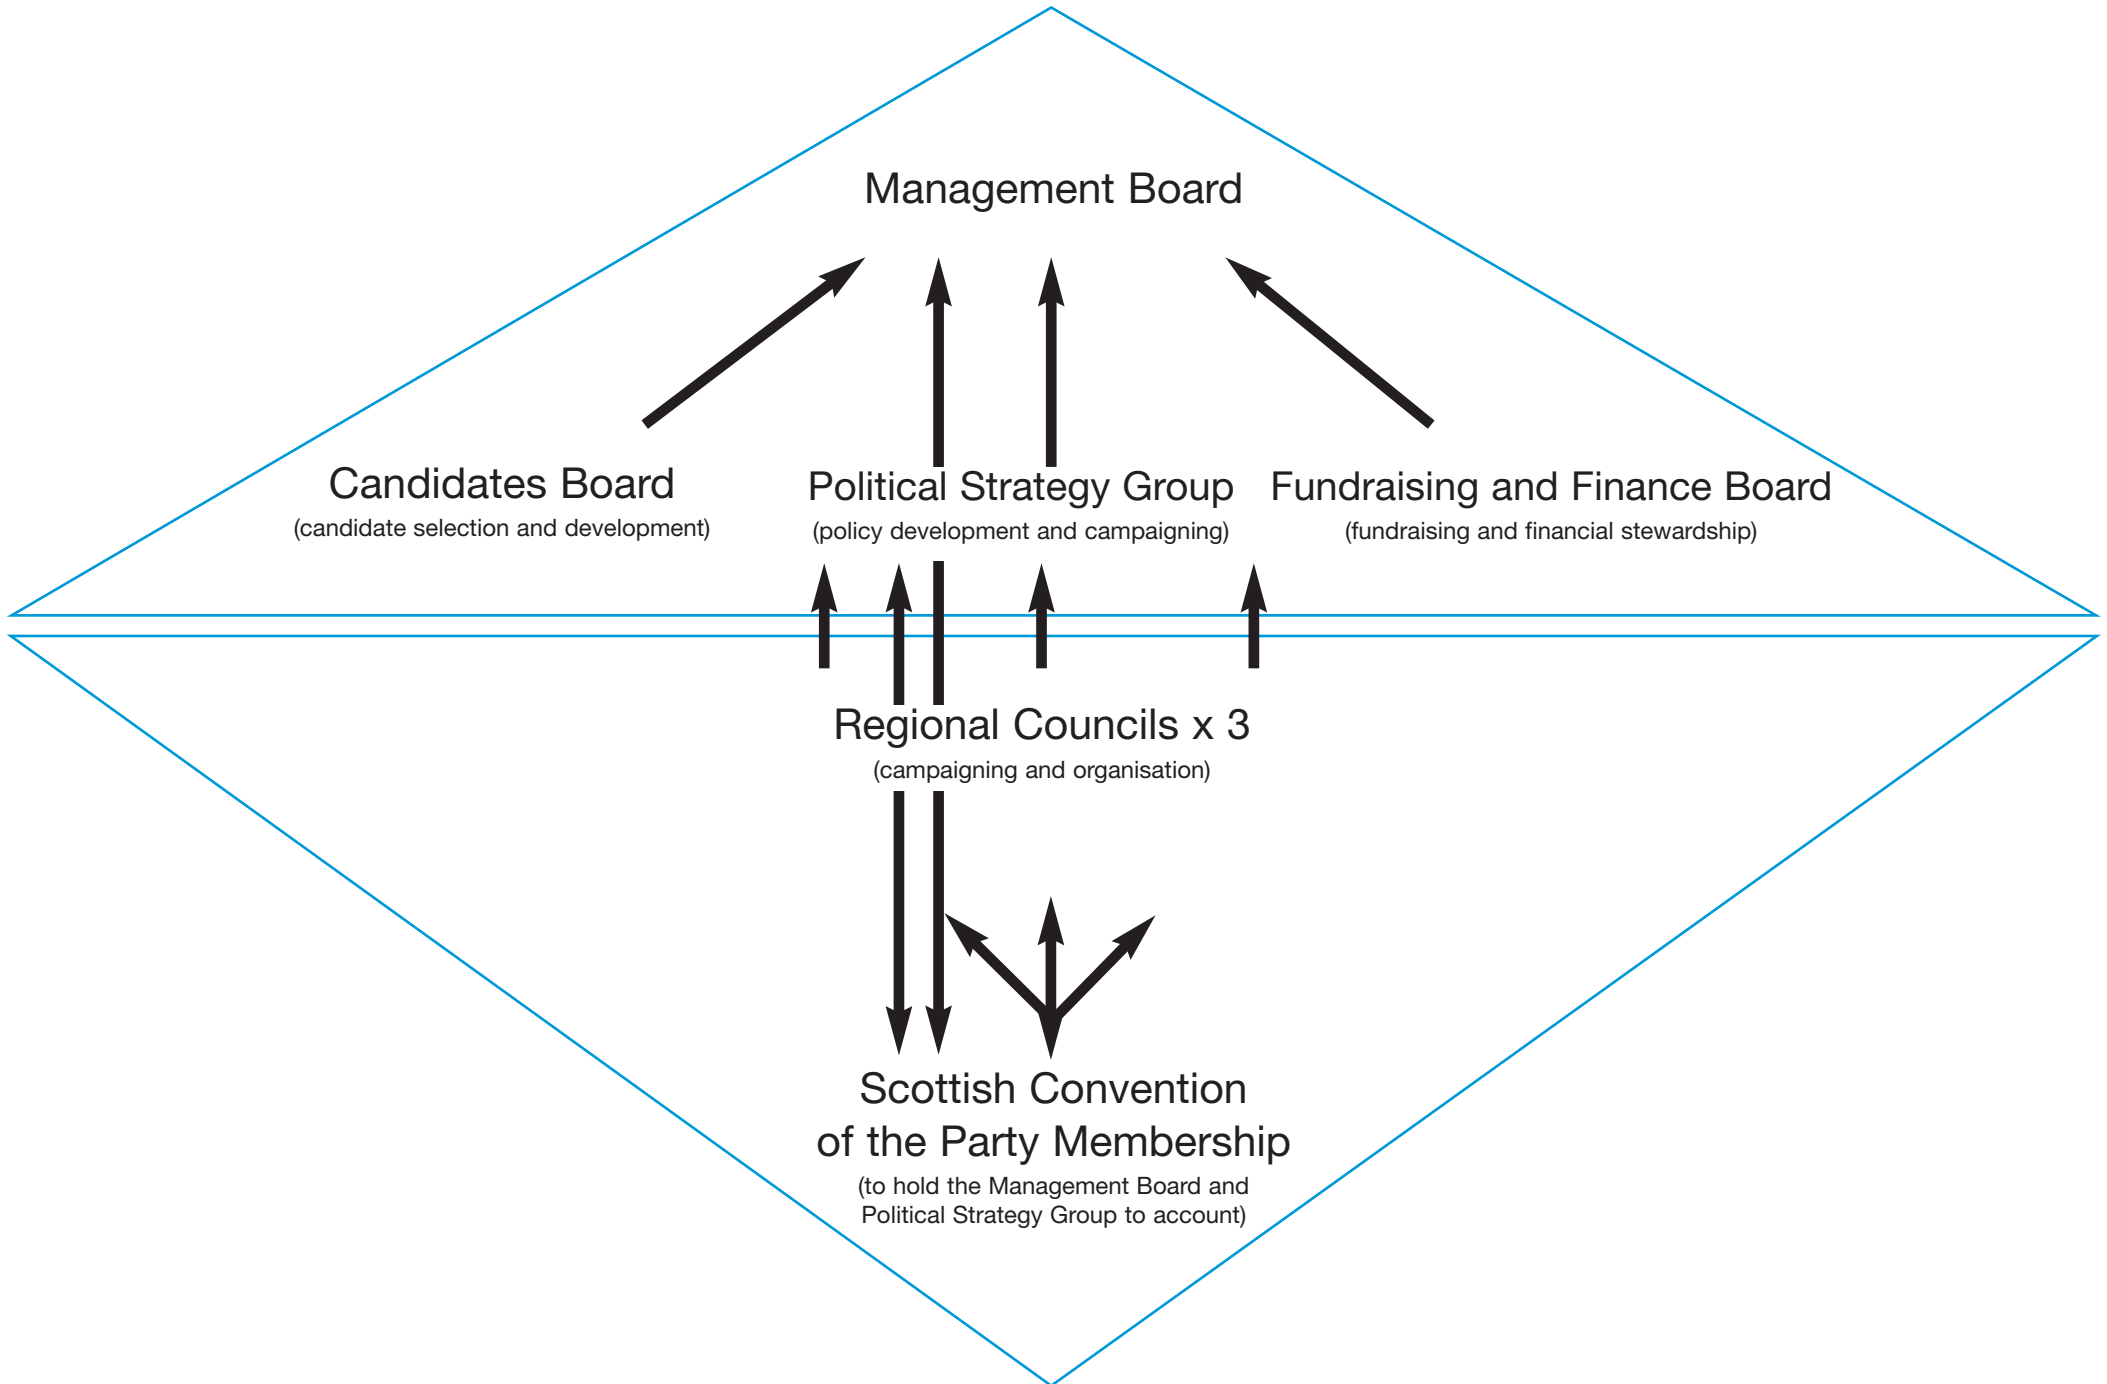 Management Board
Candidates Board
(candidate selection and development)
Political Strategy Group
(policy development and campaigning)
Fundraising and Finance Board
(fundraising and financial stewardship)
Regional Councils x 3
(campaigning and organisation)
Scottish Convention
of the Party Membership
(to hold the Management Board and
Political Strategy Group to account)